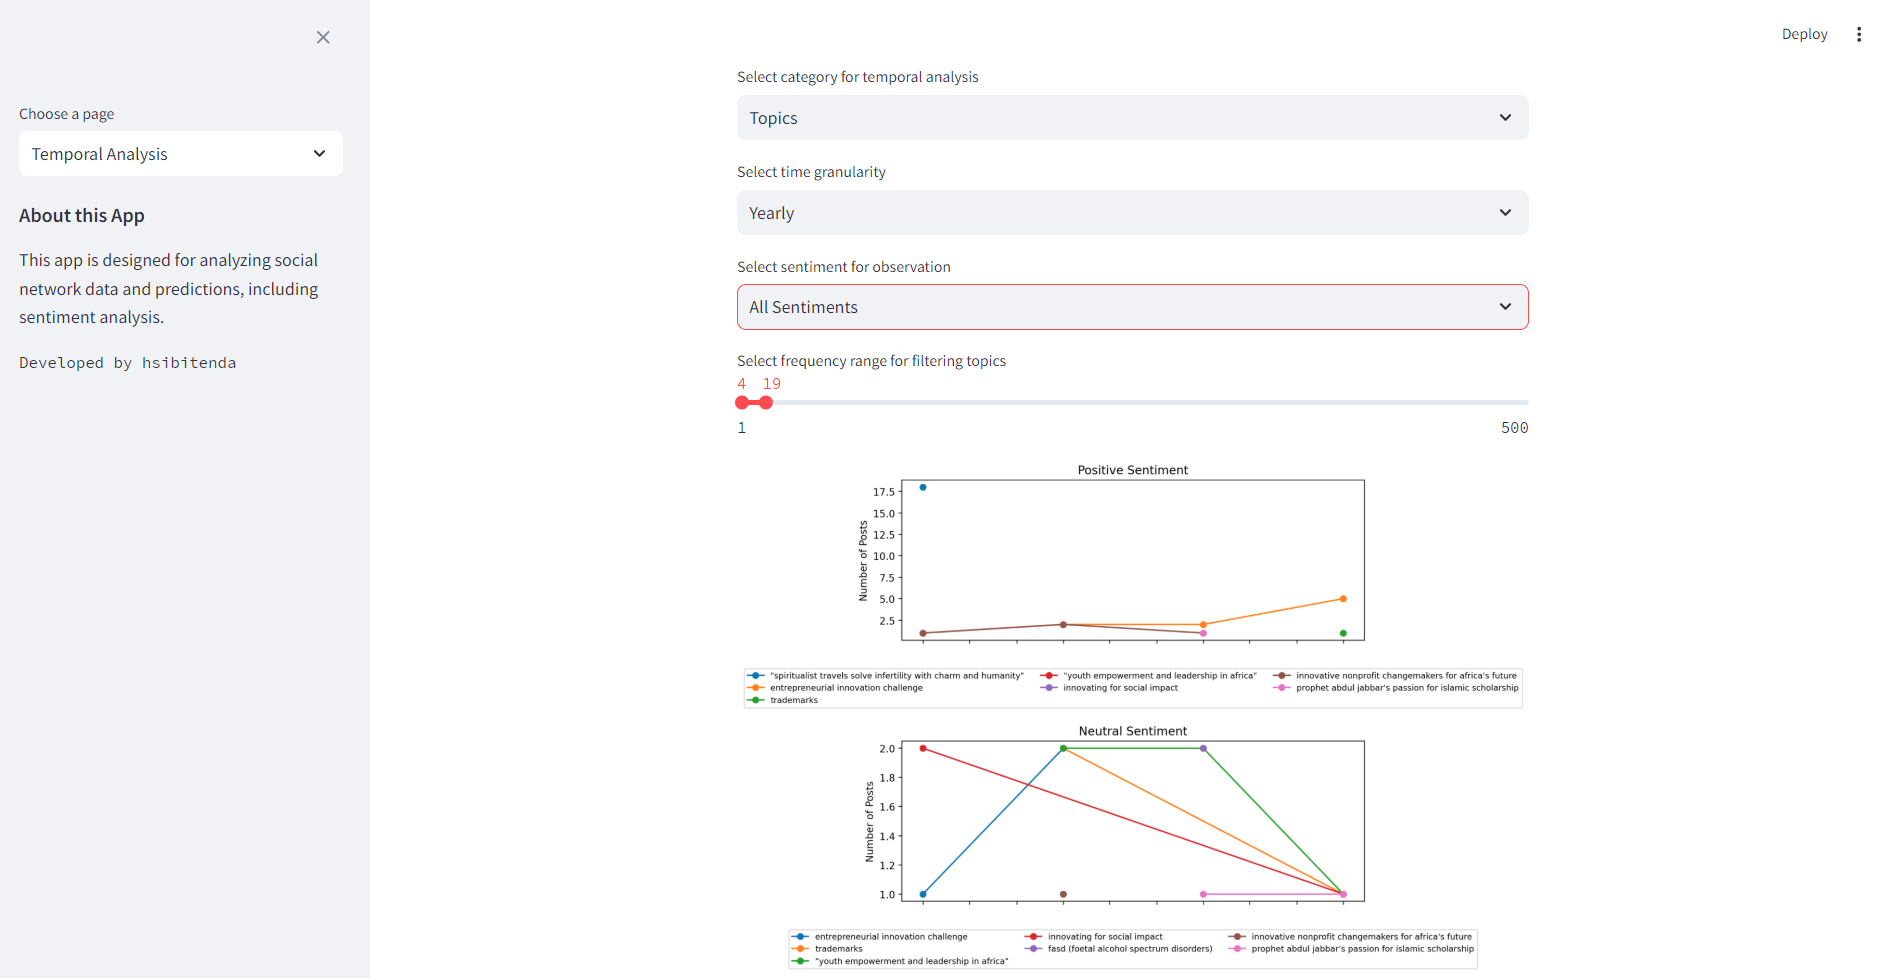 Deploy
Choose a page
Temporal Analysis
About this App
This app is designed for analyzing social
network data and predictions, including
sentiment analysis.
Developed by hsibitenda
Select category for temporal analysis
Topics
Select time granularity
Yearly
Select sentiment for observation
All Sentiments
Select frequency range for filtering topics
4 19
1 500
Positive Sentiment
Number of Posts
17.5
15.0
12.5
10.0
7.5
5.0
2.5
"spiritualist travels solve infertility with charm and humanity" "youth empowerment and leadership in africa" innovative nonprofit changemakers for africa's future
entrepreneurial innovation challenge innovating for social impact prophet abdul jabbar's passion for islamic scholarship
trademarks
Neutral Sentiment
Number of Posts
2.0
1.8
1.6
1.4
1.2
1.0
entrepreneurial innovation challenge innovating for social impact innovative nonprofit changemakers for africa's future
trademarks fasd (foetal alcohol spectrum disorders) prophet abdul jabbar's passion for islamic scholarship
"youth empowerment and leadership in africa"